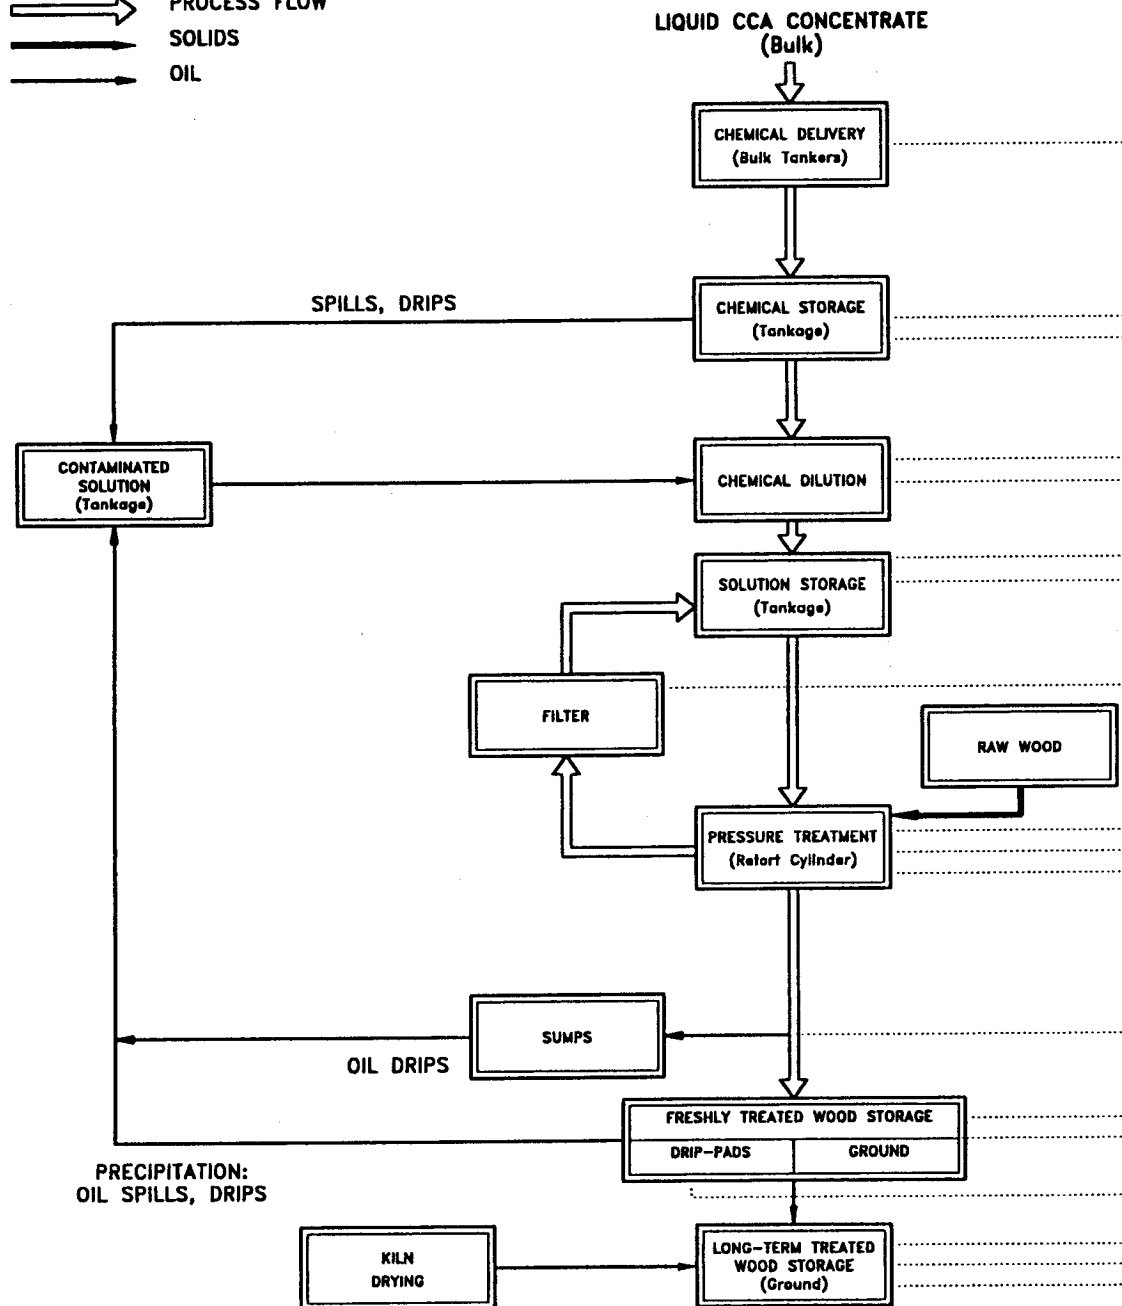 PROCESS FLOW
SOLIDS
OIL
LIQUID CCA CONCENTRATE
(Bulk)
CHEMICAL DELIVERY
(Bulk Tankers)
CHEMICAL STORAGE
(Tankage)
SPILLS, DRIPS
CONTAMINATED
SOLUTION
(Tankage)
CHEMICAL DILUTION
SOLUTION STORAGE
(Tankage)
FILTER
RAW WOOD
PRESSURE TREATMENT
(Retort Cylinder)
SUMPS
OIL DRIPS
FRESHLY TREATED WOOD STORAGE
DRIP-PADS
GROUND
PRECIPITATION:
OIL SPILLS, DRIPS
KILN
DRYING
LONG-TERM TREATED
WOOD STORAGE
(Ground)